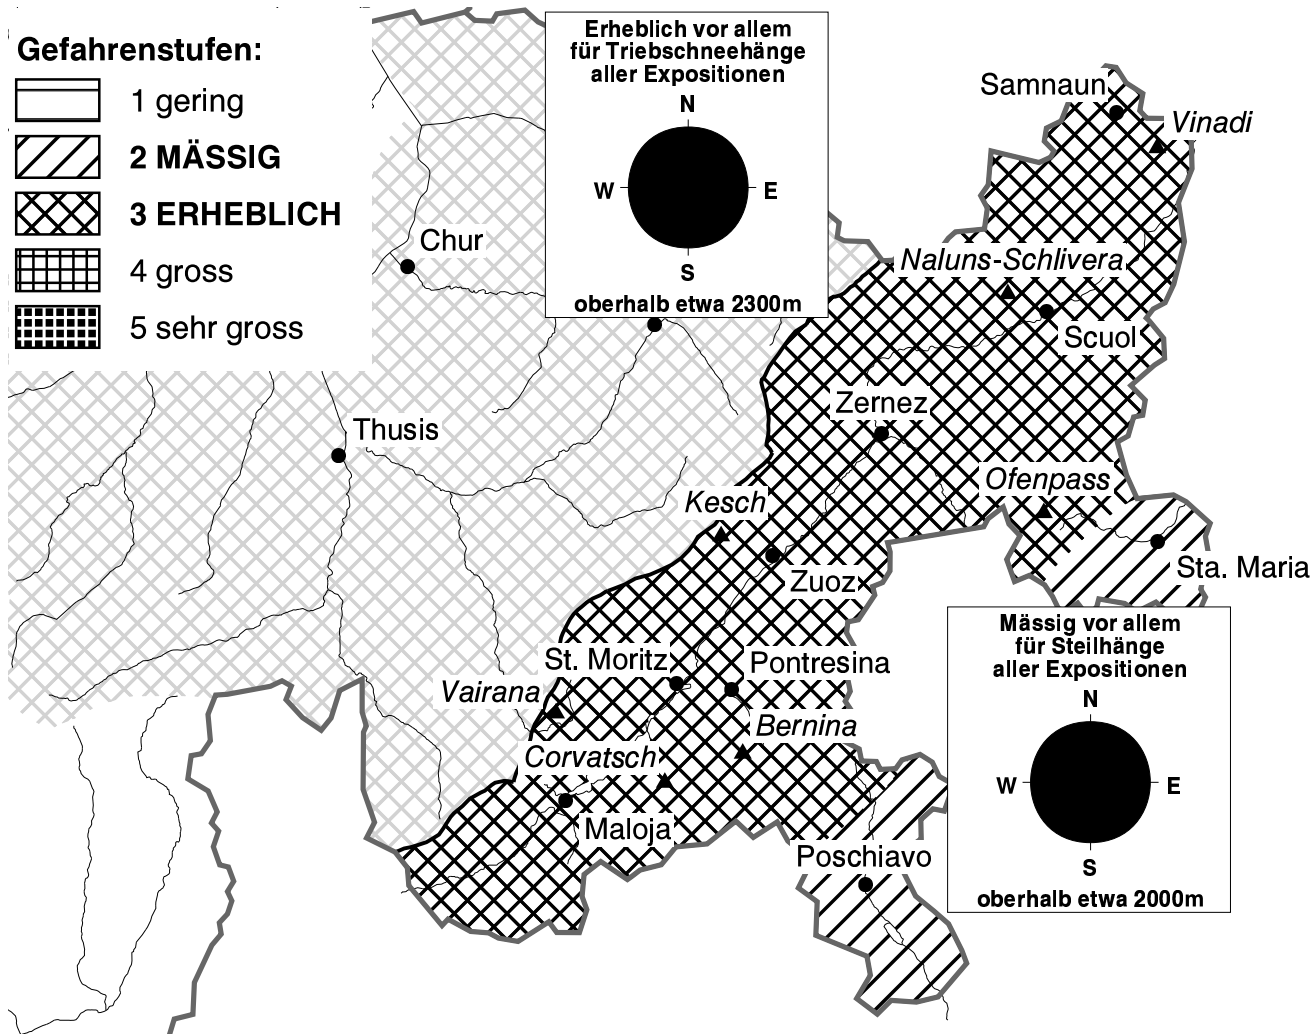 Gefahrenstufen:
1 gering
2 MÄSSIG
3 ERHEBLICH
4 gross
5 sehr gross
Erheblich vor allem
für Triebschneehänge
aller Expositionen
N
W
E
S
oberhalb etwa 2300m
Samnaun
Vinadi
Chur
Naluns-Schlivera
Scuol
Zernez
Thusis
Ofenpass
Kesch
Zuoz
Sta. Maria
St. Moritz
Pontresina
Vairana
Bernina
Corvatsch
Maloja
Poschiavo
Mässig vor allem
für Steilhänge
aller Expositionen
N
W
E
S
oberhalb etwa 2000m